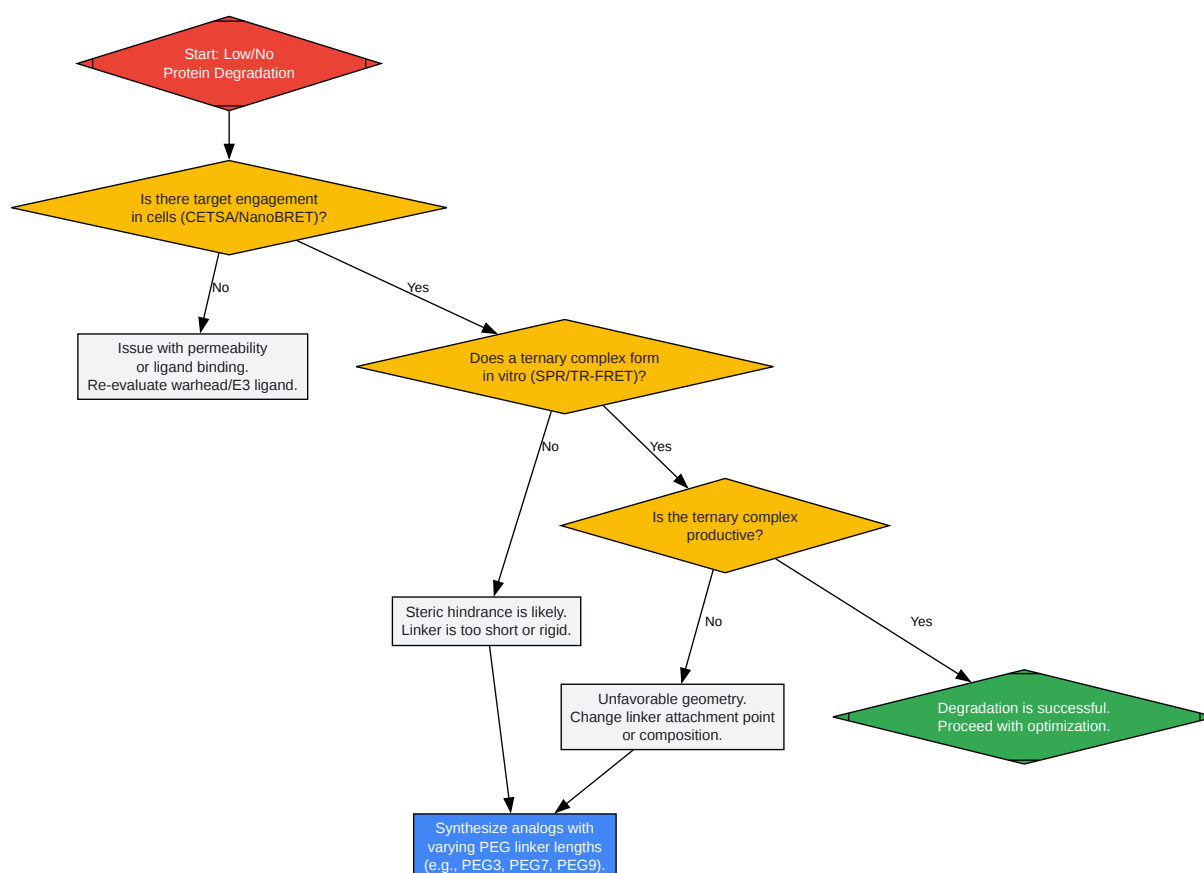 Start: Low/No
Protein Degradation
Is there target engagement
in cells (CETSA/NanoBRET)?
No
Yes
Issue with permeability
or ligand binding.
Re-evaluate warhead/E3 ligand.
Does a ternary complex form
in vitro (SPR/TR-FRET)?
No
Yes
Is the ternary complex
productive?
Steric hindrance is likely.
Linker is too short or rigid.
No
Yes
Unfavorable geometry.
Change linker attachment point
or composition.
Degradation is successful.
Proceed with optimization.
Synthesize analogs with
varying PEG linker lengths
(e.g., PEG3, PEG7, PEG9).